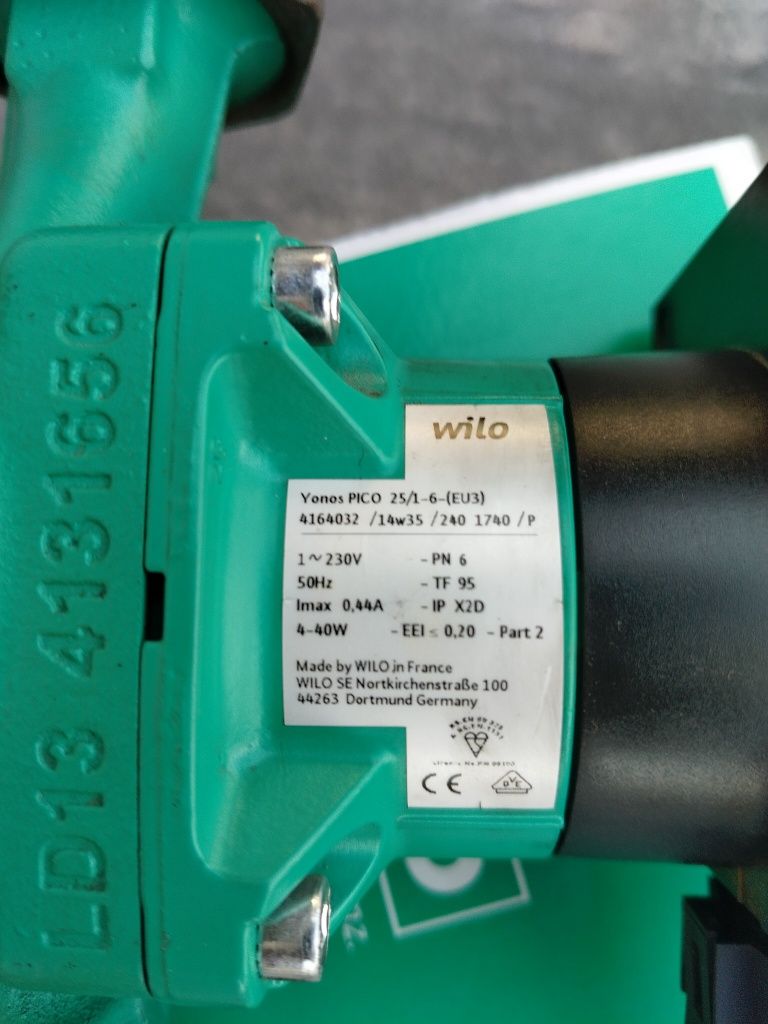 wilo
Yonos PICO 25/1-6-(EU3)
4164032 /14w35 /240 1740 /P
1~230V - PN 6
50Hz - TF 95
Imax 0,44A - IP X2D
4-40W - EEI ≤ 0,20 - Part 2
Made by WILO in France
WILO SE Nortkirchenstraße 100
44263 Dortmund Germany
CE
OVE
LD13 4131656